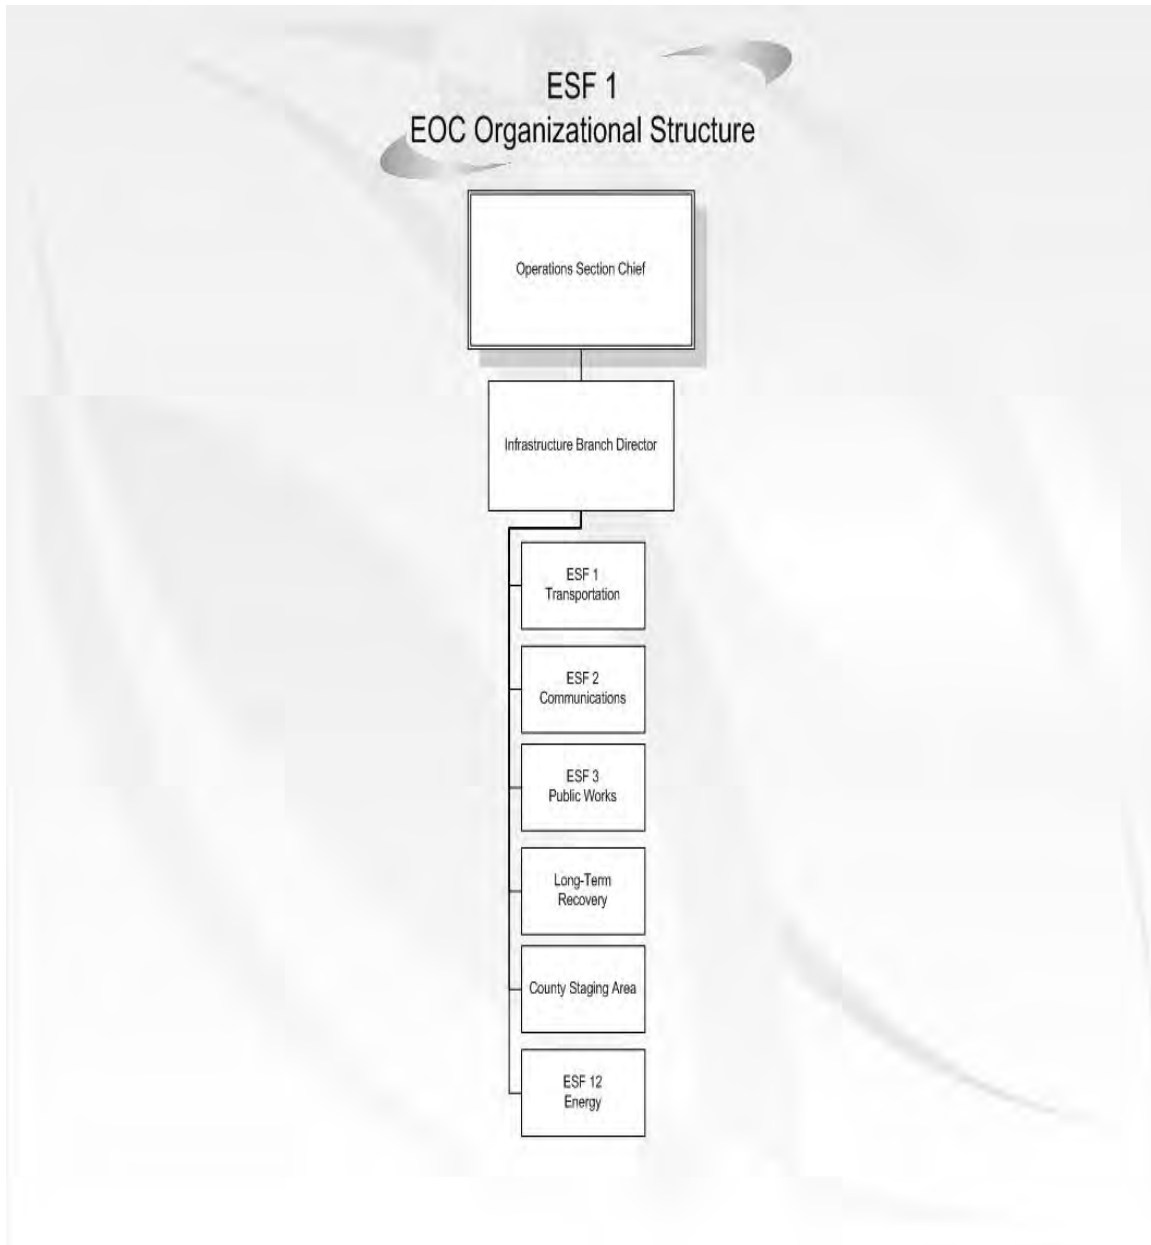 ESF 1
EOC Organizational Structure
Operations Section Chief
Infrastructure Branch Director
ESF 1
Transportation
ESF 2
Communications
ESF 3
Public Works
Long-Term
Recovery
County Staging Area
ESF 12
Energy